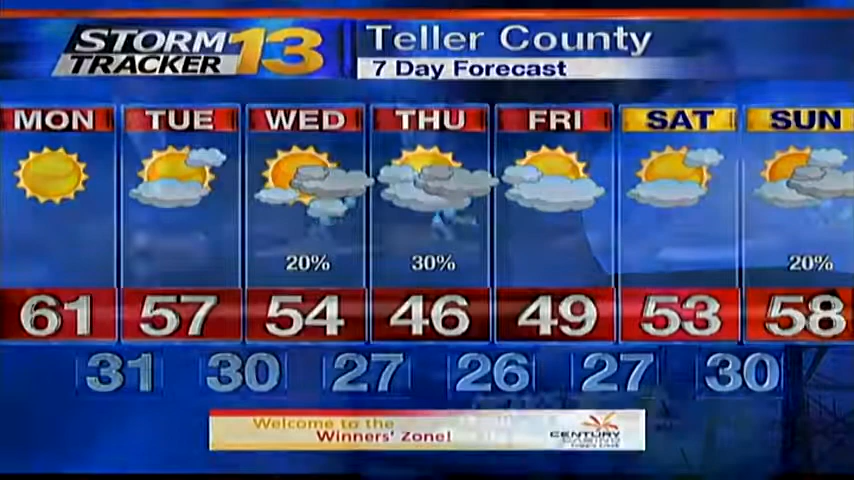 STORM
TRACKER 13
Teller County
7 Day Forecast
MON TUE WED THU FRI SAT SUN
20% 30% 20%
61 57 54 46 49 53 58
31 30 27 26 27 30
Welcome to the
Winners' Zone!
CENTURY
CASINO